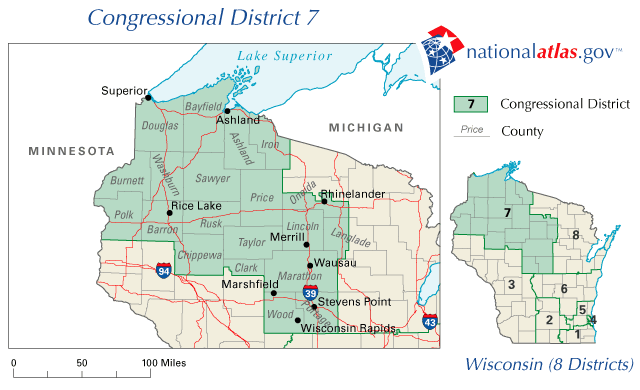 Congressional District 7
nationalatlas.gov™
Lake Superior
Superior
Bayfield
Ashland
Douglas
MICHIGAN
MINNESOTA
Ashland
Iron
Washburn
Burnett
Sawyer
Price
Oneida
Rhinelander
Polk
Rice Lake
Barron
Rusk
Lincoln
Langlade
Taylor
Merrill
Chippewa
Clark
Wausau
94
Marathon
Marshfield
39
Stevens Point
Portage
Wood
Wisconsin Rapids
43
0 50 100 Miles
7 Congressional District
Price County
7
8
3
6
2
5
4
1
Wisconsin (8 Districts)